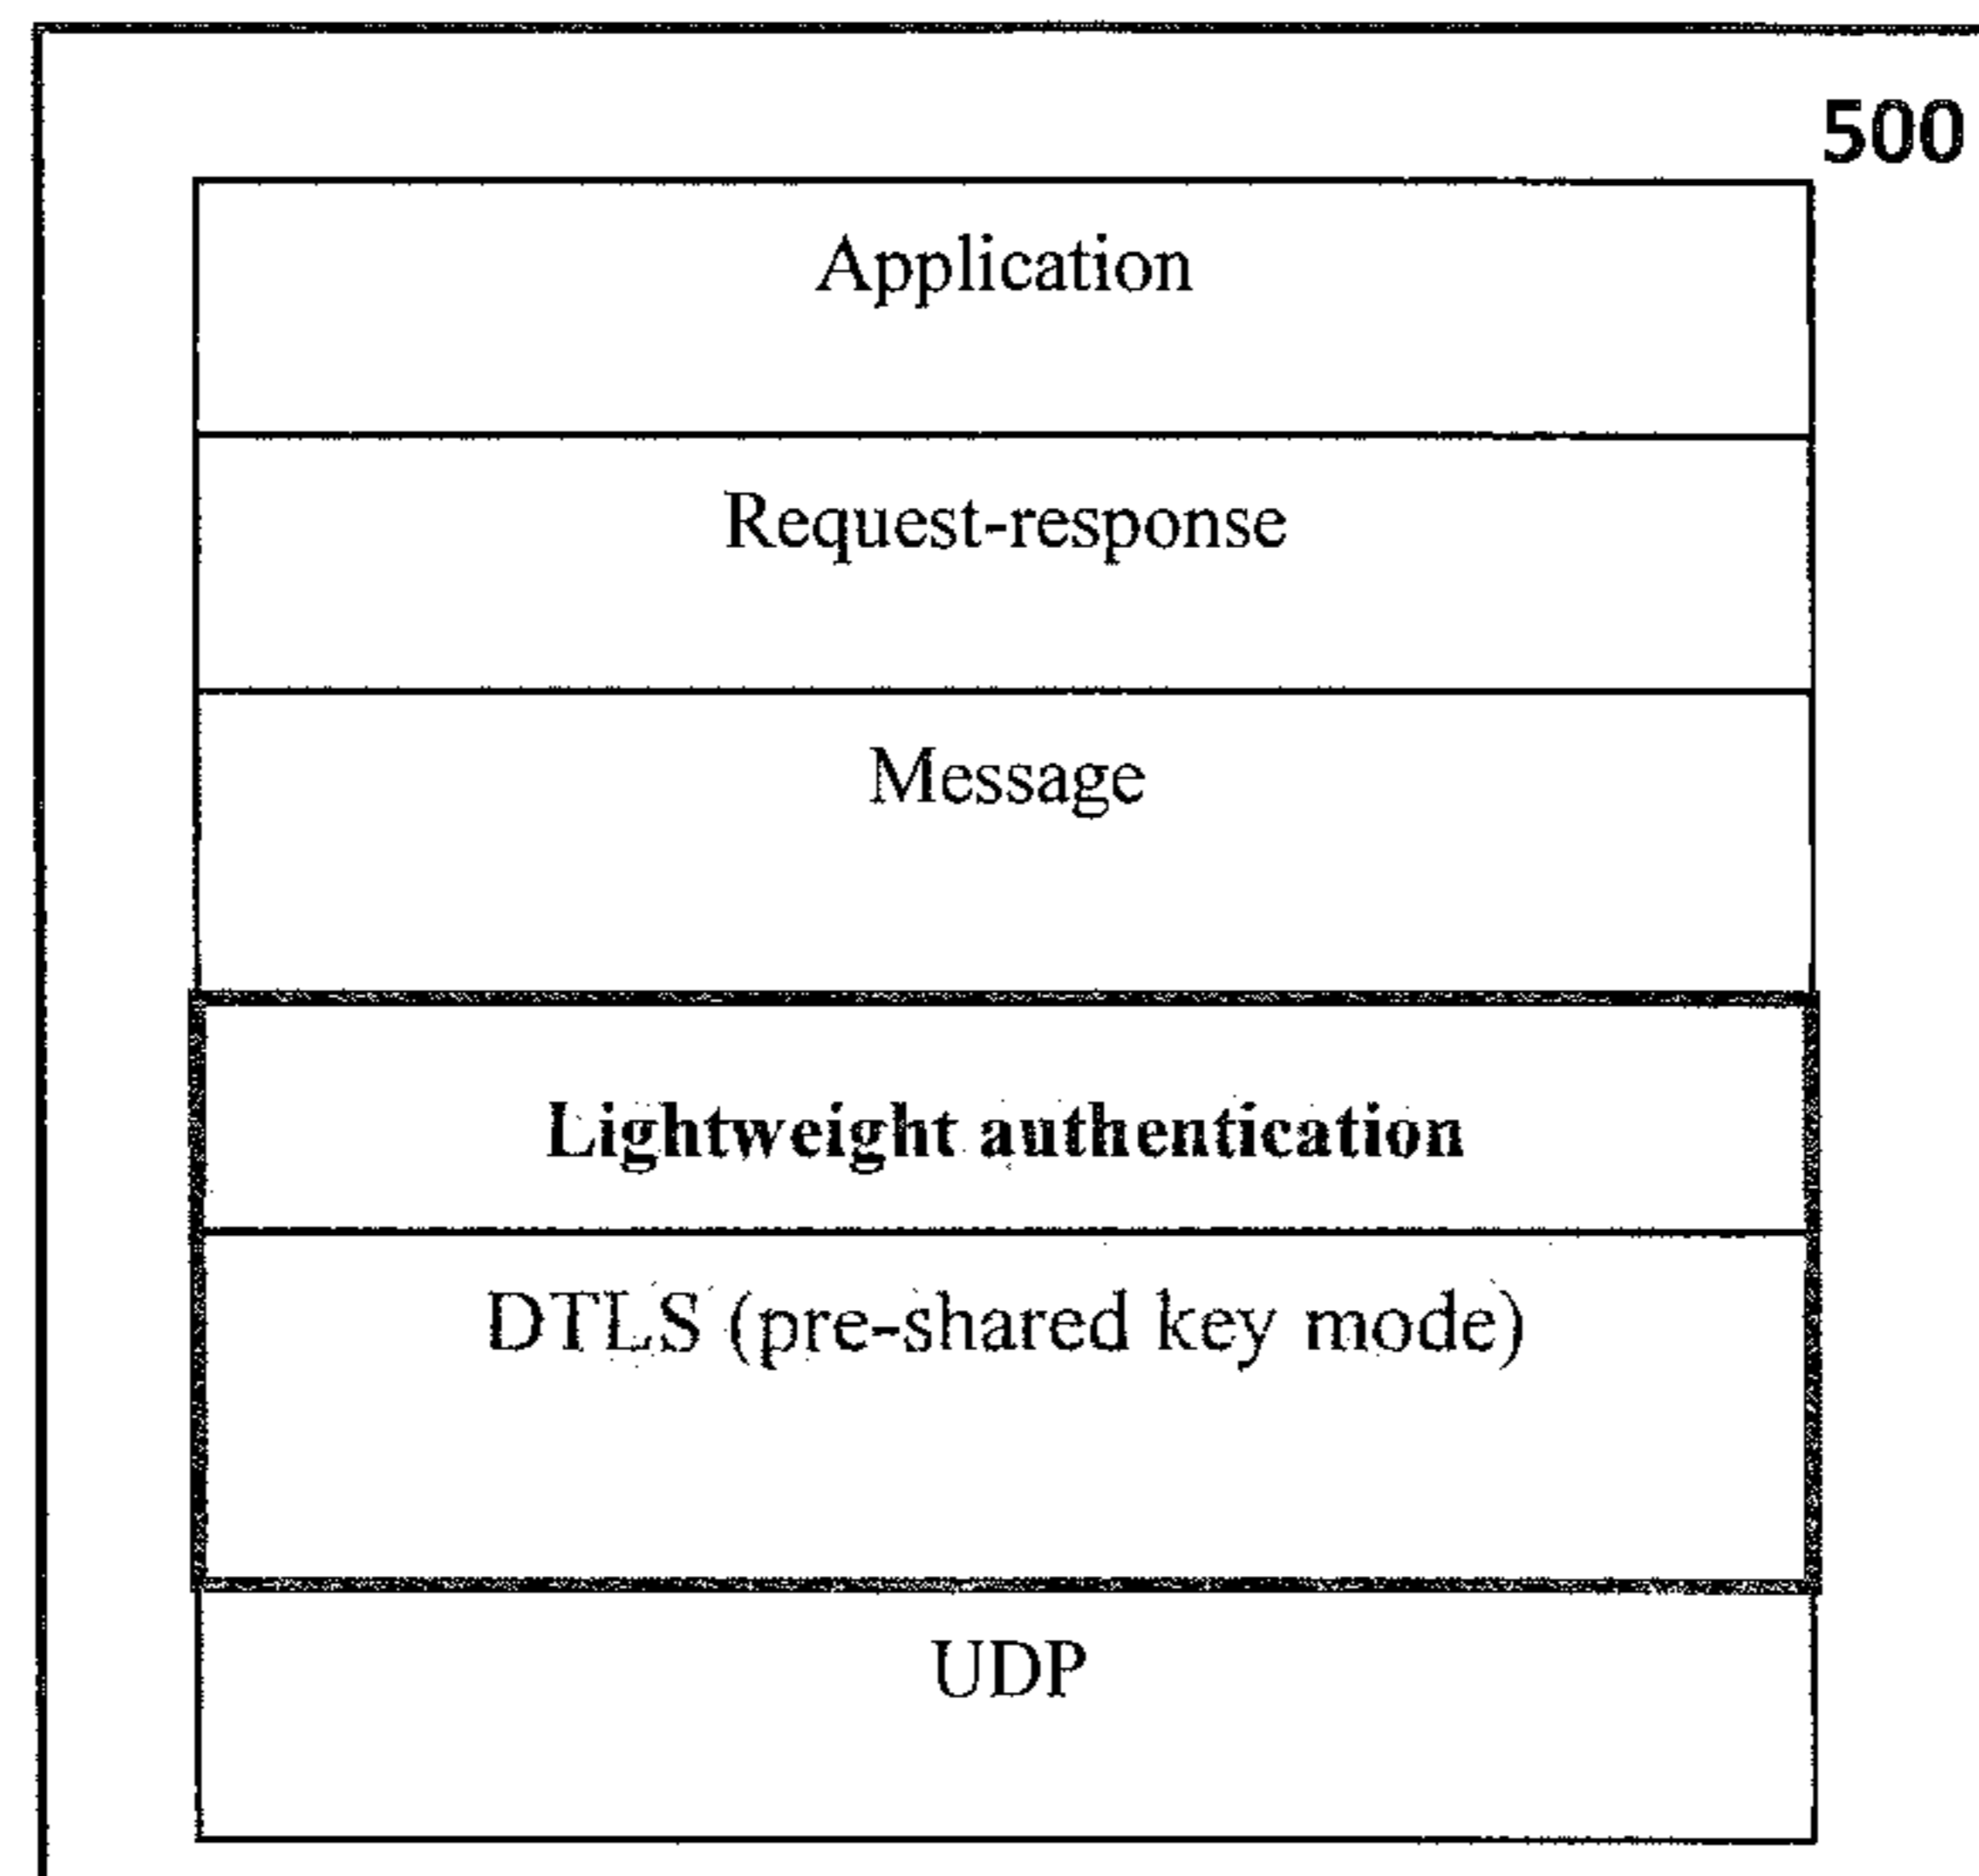 500
Application
Request-response
Message
Lightweight authentication
DTLS (pre-shared key mode)
UDP